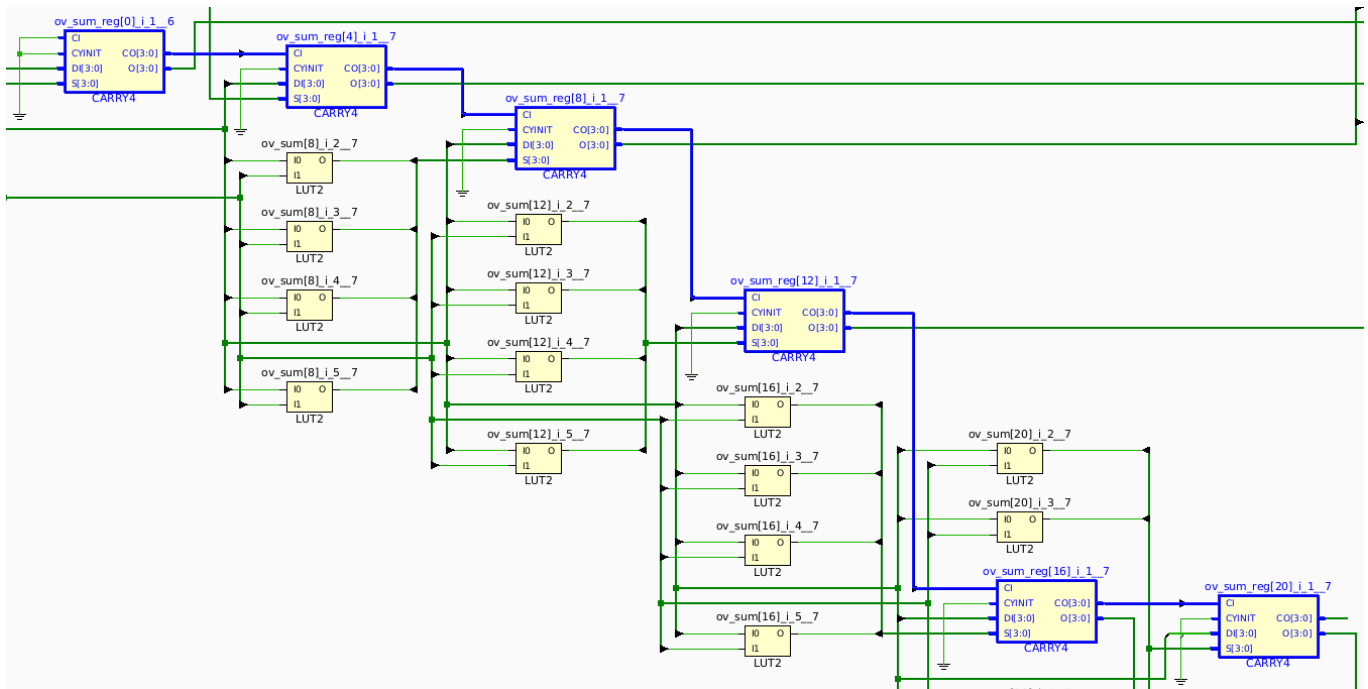 ov_sum_reg[0]_i_1__6
CI
CYINIT
DI[3:0]
S[3:0]
CO[3:0]
O[3:0]
CARRY4
ov_sum_reg[4]_i_1__7
CI
CYINIT
DI[3:0]
S[3:0]
CO[3:0]
O[3:0]
CARRY4
ov_sum_reg[8]_i_1__7
CI
CYINIT
DI[3:0]
S[3:0]
CO[3:0]
O[3:0]
CARRY4
ov_sum[8]_i_2__7
I0
I1
O
LUT2
ov_sum[8]_i_3__7
I0
I1
O
LUT2
ov_sum[8]_i_4__7
I0
I1
O
LUT2
ov_sum[8]_i_5__7
I0
I1
O
LUT2
ov_sum[12]_i_2__7
I0
I1
O
LUT2
ov_sum[12]_i_3__7
I0
I1
O
LUT2
ov_sum[12]_i_4__7
I0
I1
O
LUT2
ov_sum[12]_i_5__7
I0
I1
O
LUT2
ov_sum_reg[12]_i_1__7
CI
CYINIT
DI[3:0]
S[3:0]
CO[3:0]
O[3:0]
CARRY4
ov_sum[16]_i_2__7
I0
I1
O
LUT2
ov_sum[16]_i_3__7
I0
I1
O
LUT2
ov_sum[16]_i_4__7
I0
I1
O
LUT2
ov_sum[16]_i_5__7
I0
I1
O
LUT2
ov_sum[20]_i_2__7
I0
I1
O
LUT2
ov_sum[20]_i_3__7
I0
I1
O
LUT2
ov_sum_reg[16]_i_1__7
CI
CYINIT
DI[3:0]
S[3:0]
CO[3:0]
O[3:0]
CARRY4
ov_sum_reg[20]_i_1__7
CI
CYINIT
DI[3:0]
S[3:0]
CO[3:0]
O[3:0]
CARRY4